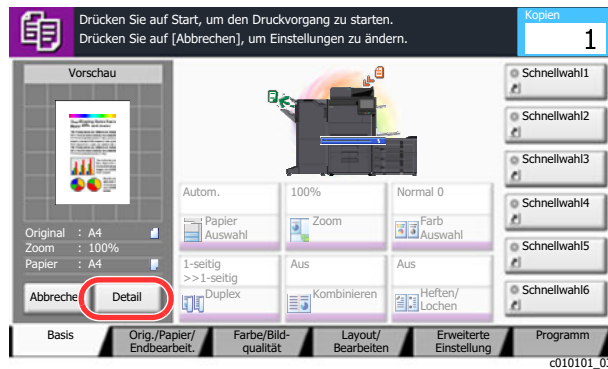 Drücken Sie auf Start, um den Druckvorgang zu starten.
Drücken Sie auf [Abbrechen], um Einstellungen zu ändern.
Kopien
1
Vorschau
Original : A4
Zoom : 100%
Papier : A4
Abbreche
Detail
Autom.
Papier
Auswahl
100%
Zoom
Normal 0
Farb
Auswahl
1-seitig
>>1-seitig
Duplex
Aus
Kombinieren
Aus
Heften/
Lochen
Schnellwahl1
Schnellwahl2
Schnellwahl3
Schnellwahl4
Schnellwahl5
Schnellwahl6
Basis
Orig./Papier/
Endbearbeit.
Farbe/Bild-
qualität
Layout/
Bearbeiten
Erweiterte
Einstellung
Programm